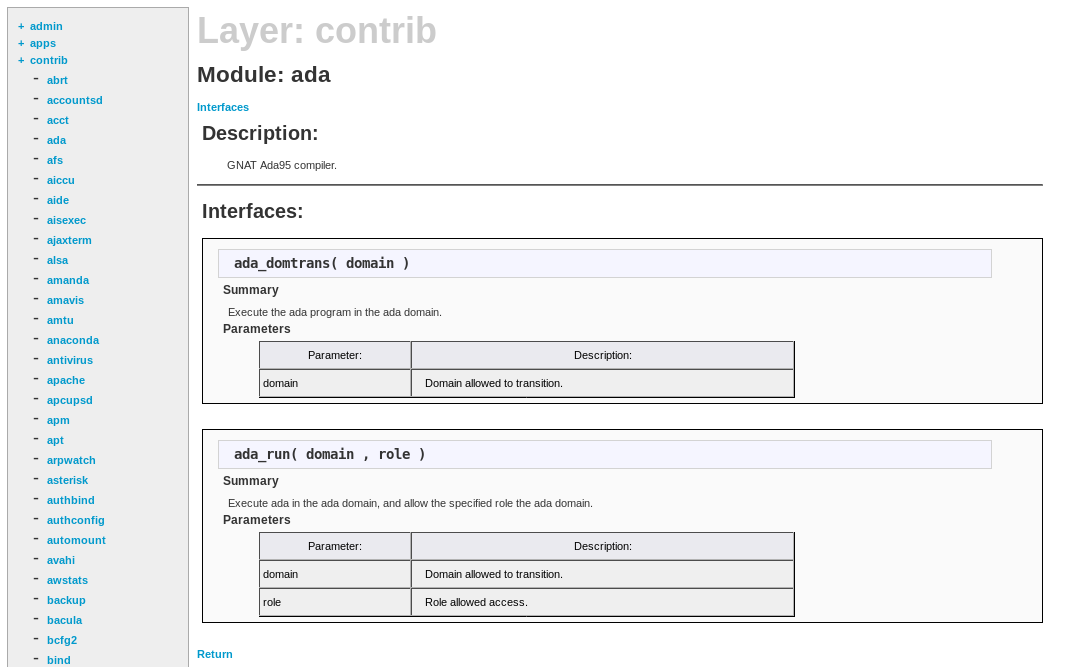 + admin
+ apps
+ contrib
- abrt
- accountsd
- acct
- ada
- afs
- aiccu
- aide
- aisexec
- ajaxterm
- alsa
- amanda
- amavis
- amtu
- anaconda
- antivirus
- apache
- apcupsd
- apm
- apt
- arpwatch
- asterisk
- authbind
- authconfig
- automount
- avahi
- awstats
- backup
- bacula
- bcfg2
- bind
Layer: contrib
Module: ada
Interfaces
Description:
GNAT Ada95 compiler.
Interfaces:
ada_domtrans( domain )
Summary
Execute the ada program in the ada domain.
Parameters
Parameter: Description:
domain Domain allowed to transition.
ada_run( domain , role )
Summary
Execute ada in the ada domain, and allow the specified role the ada domain.
Parameters
Parameter: Description:
domain Domain allowed to transition.
role Role allowed access.
Return